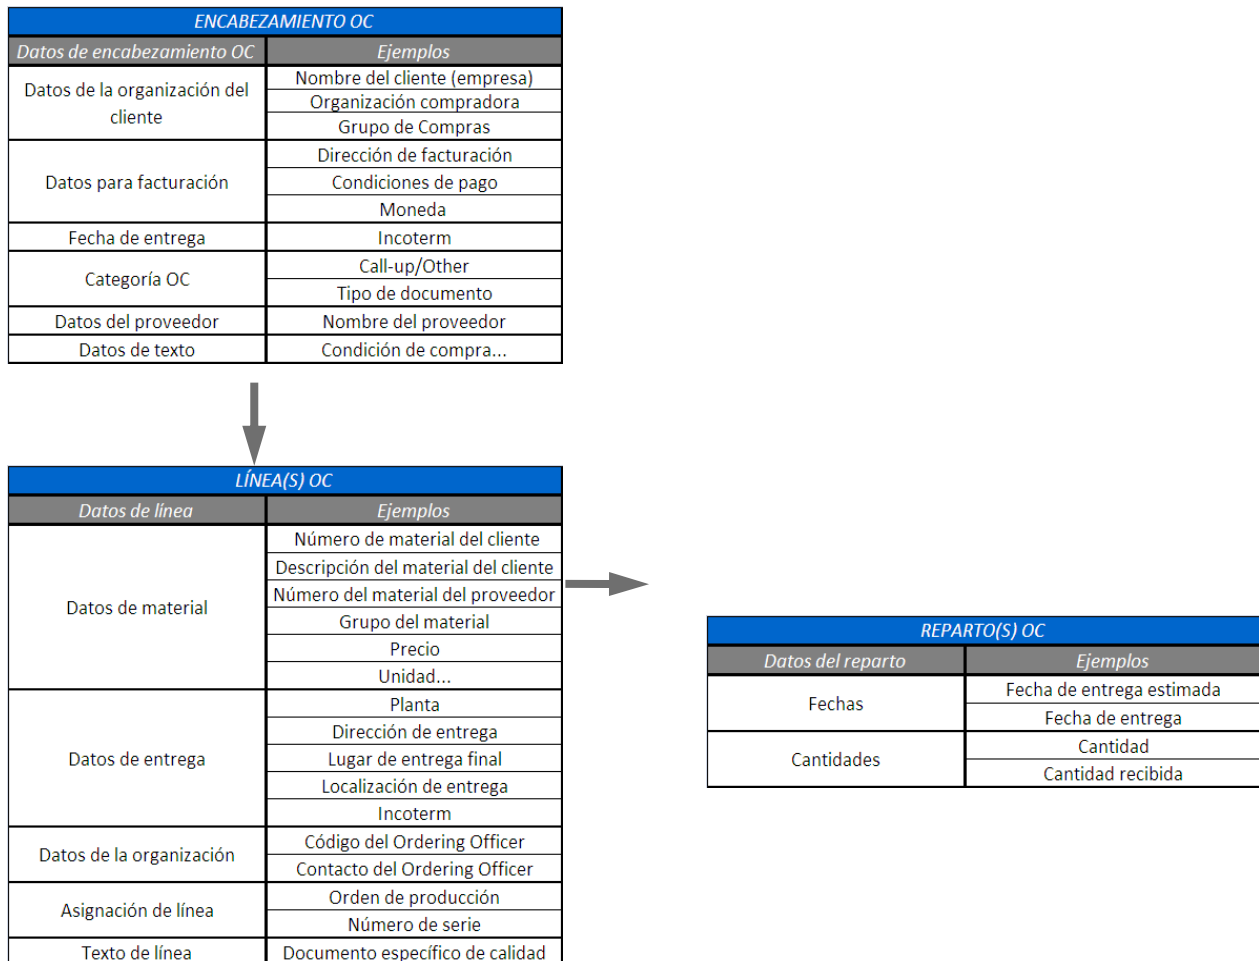 ENCABEZAMIENTO OC
Datos de encabezamiento OC Ejemplos
Datos de la organización del cliente
Nombre del cliente (empresa)
Organización compradora
Grupo de Compras
Datos para facturación
Dirección de facturación
Condiciones de pago
Moneda
Fecha de entrega Incoterm
Categoría OC
Call-up/Other
Tipo de documento
Datos del proveedor Nombre del proveedor
Datos de texto Condición de compra...
LÍNEA(S) OC
Datos de línea Ejemplos
Datos de material
Número de material del cliente
Descripción del material del cliente
Número del material del proveedor
Grupo del material
Precio
Unidad...
Datos de entrega
Planta
Dirección de entrega
Lugar de entrega final
Localización de entrega
Incoterm
Datos de la organización
Código del Ordering Officer
Contacto del Ordering Officer
Asignación de línea
Orden de producción
Número de serie
Texto de línea Documento específico de calidad
REPARTO(S) OC
Datos del reparto Ejemplos
Fechas
Fecha de entrega estimada
Fecha de entrega
Cantidades
Cantidad
Cantidad recibida